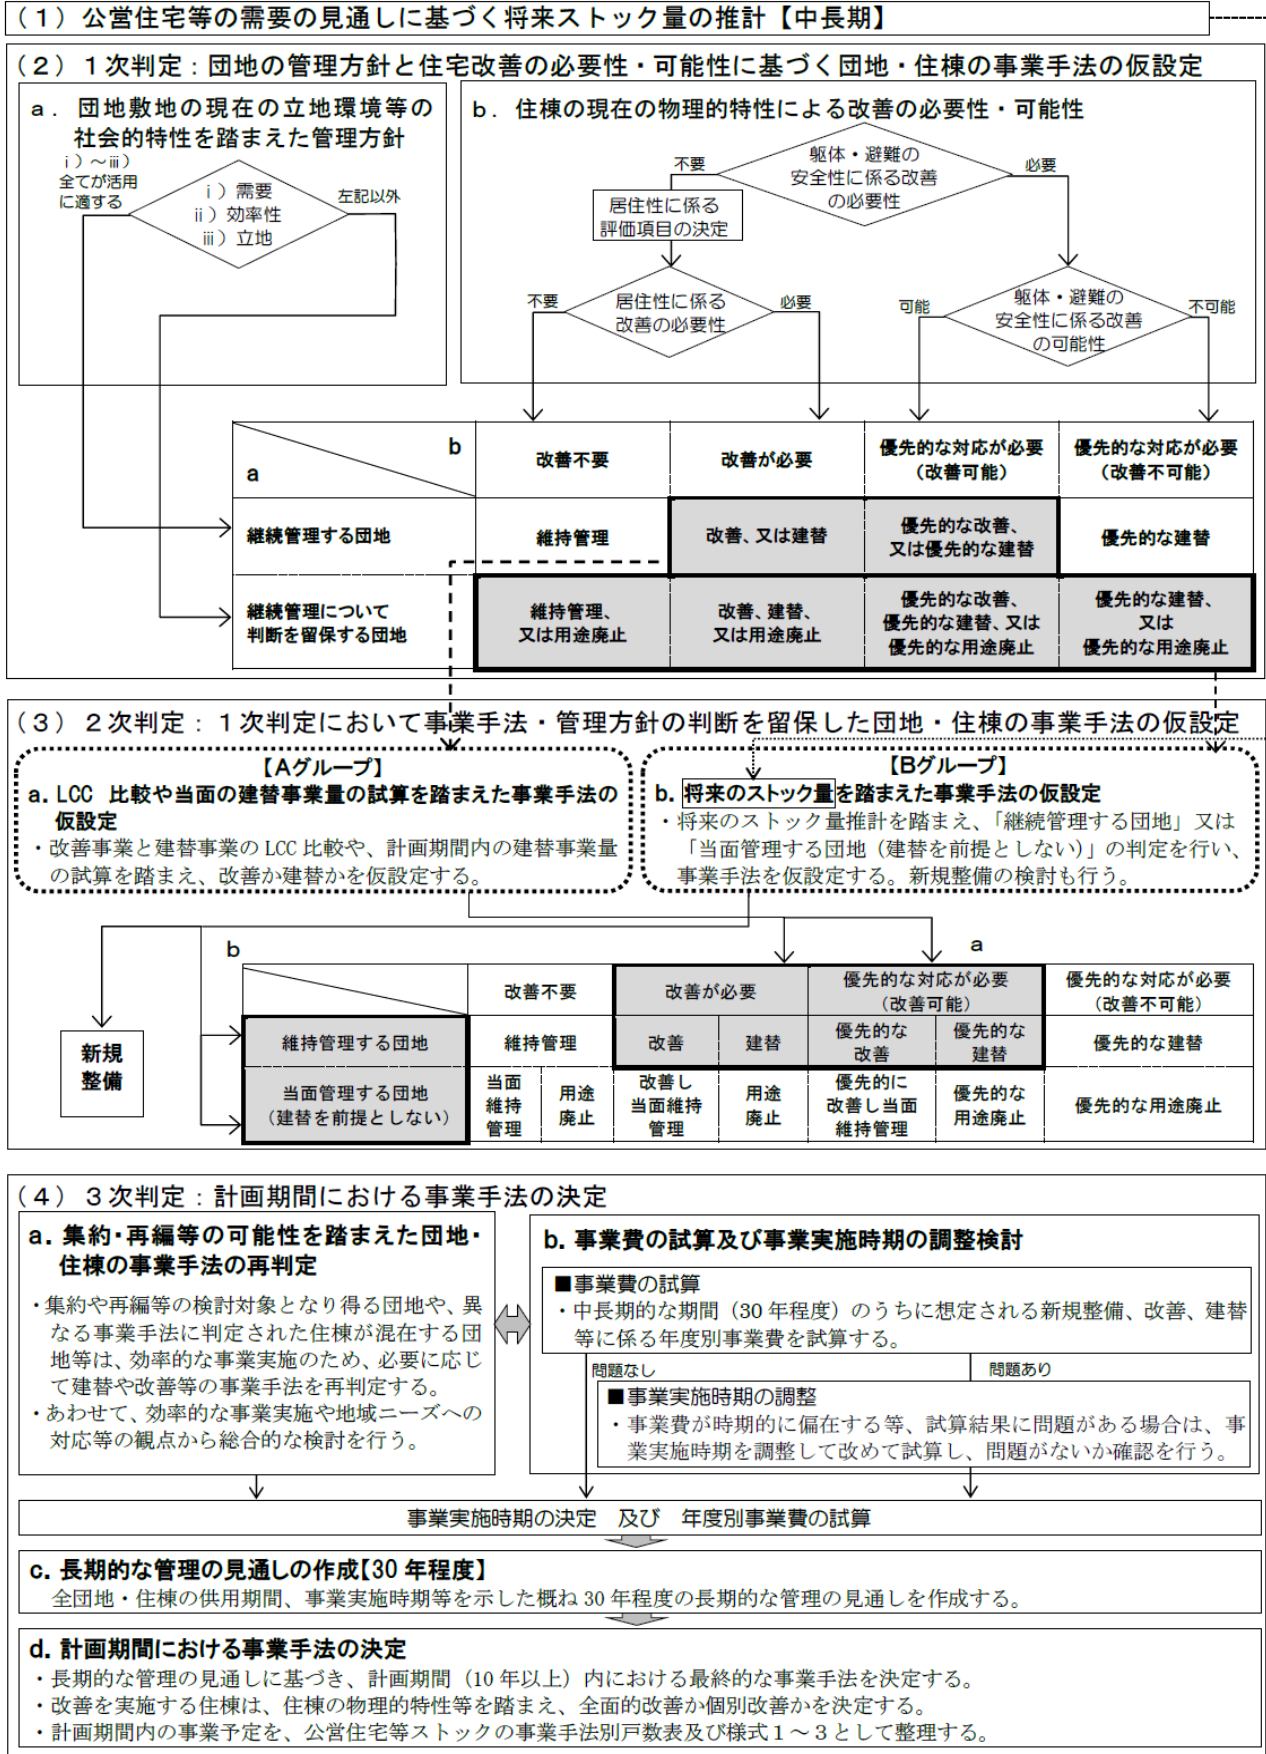 （１）公営住宅等の需要の見通しに基づく将来ストック量の推計【中長期】
（２）１次判定：団地の管理方針と住宅改善の必要性・可能性に基づく団地・住棟の事業手法の仮設定
ａ．団地敷地の現在の立地環境等の
社会的特性を踏まえた管理方針
ⅰ）～ⅲ）
全てが活用
に適する
ⅰ）需要
ⅱ）効率性
ⅲ）立地
左記以外
ｂ．住棟の現在の物理的特性による改善の必要性・可能性
不要
躯体・避難の
安全性に係る改善
の必要性
必要
居住性に係る
評価項目の決定
不要
居住性に係る
改善の必要性
必要
可能
躯体・避難の
安全性に係る改善
の可能性
不可能
b
a
改善不要
改善が必要
優先的な対応が必要
（改善可能）
優先的な対応が必要
（改善不可能）
継続管理する団地
維持管理
改善、又は建替
優先的な改善、
又は優先的な建替
優先的な建替
継続管理について
判断を留保する団地
維持管理、
又は用途廃止
改善、建替、
又は用途廃止
優先的な改善、
優先的な建替、又は
優先的な用途廃止
優先的な建替、
又は
優先的な用途廃止
（３）２次判定：１次判定において事業手法・管理方針の判断を留保した団地・住棟の事業手法の仮設定
【Aグループ】
a. LCC 比較や当面の建替事業量の試算を踏まえた事業手法の
仮設定
・改善事業と建替事業の LCC 比較や、計画期間内の建替事業量
の試算を踏まえ、改善か建替かを仮設定する。
【Bグループ】
b. 将来のストック量を踏まえた事業手法の仮設定
・将来のストック量推計を踏まえ、「継続管理する団地」又は
「当面管理する団地（建替を前提としない）」の判定を行い、
事業手法を仮設定する。新規整備の検討も行う。
b
a
新規
整備
改善不要
改善が必要
優先的な対応が必要
（改善可能）
優先的な対応が必要
（改善不可能）
維持管理する団地
維持管理
改善
建替
優先的な
改善
優先的な
建替
優先的な建替
当面管理する団地
（建替を前提としない）
当面
維持
管理
用途
廃止
改善し
当面維持
管理
用途
廃止
優先的に
改善し当面
維持管理
優先的な
用途廃止
優先的な用途廃止
（４）３次判定：計画期間における事業手法の決定
a. 集約・再編等の可能性を踏まえた団地・
住棟の事業手法の再判定
・集約や再編等の検討対象となり得る団地や、異
なる事業手法に判定された住棟が混在する団
地等は、効率的な事業実施のため、必要に応じ
て建替や改善等の事業手法を再判定する。
・あわせて、効率的な事業実施や地域ニーズへの
対応等の観点から総合的な検討を行う。
b. 事業費の試算及び事業実施時期の調整検討
■事業費の試算
・中長期的な期間（30 年程度）のうちに想定される新規整備、改善、建替
等に係る年度別事業費を試算する。
問題なし
問題あり
■事業実施時期の調整
・事業費が時期的に偏在する等、試算結果に問題がある場合は、事
業実施時期を調整して改めて試算し、問題がないか確認を行う。
事業実施時期の決定　及び　年度別事業費の試算
c. 長期的な管理の見通しの作成【30 年程度】
全団地・住棟の供用期間、事業実施時期等を示した概ね 30 年程度の長期的な管理の見通しを作成する。
d. 計画期間における事業手法の決定
・長期的な管理の見通しに基づき、計画期間（10 年以上）内における最終的な事業手法を決定する。
・改善を実施する住棟は、住棟の物理的特性等を踏まえ、全面的改善か個別改善かを決定する。
・計画期間内の事業予定を、公営住宅等ストックの事業手法別戸数表及び様式１～３として整理する。